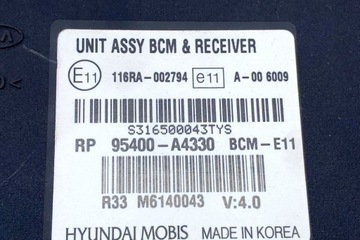 UNIT ASSY BCM & RECEIVER
E11 116RA-002794 e11 A-00 6009
S316500043TYS
RP 95400-A4330 BCM-E11
R33 M6140043 V:4.0
HYUNDAI MOBIS MADE IN KOREA